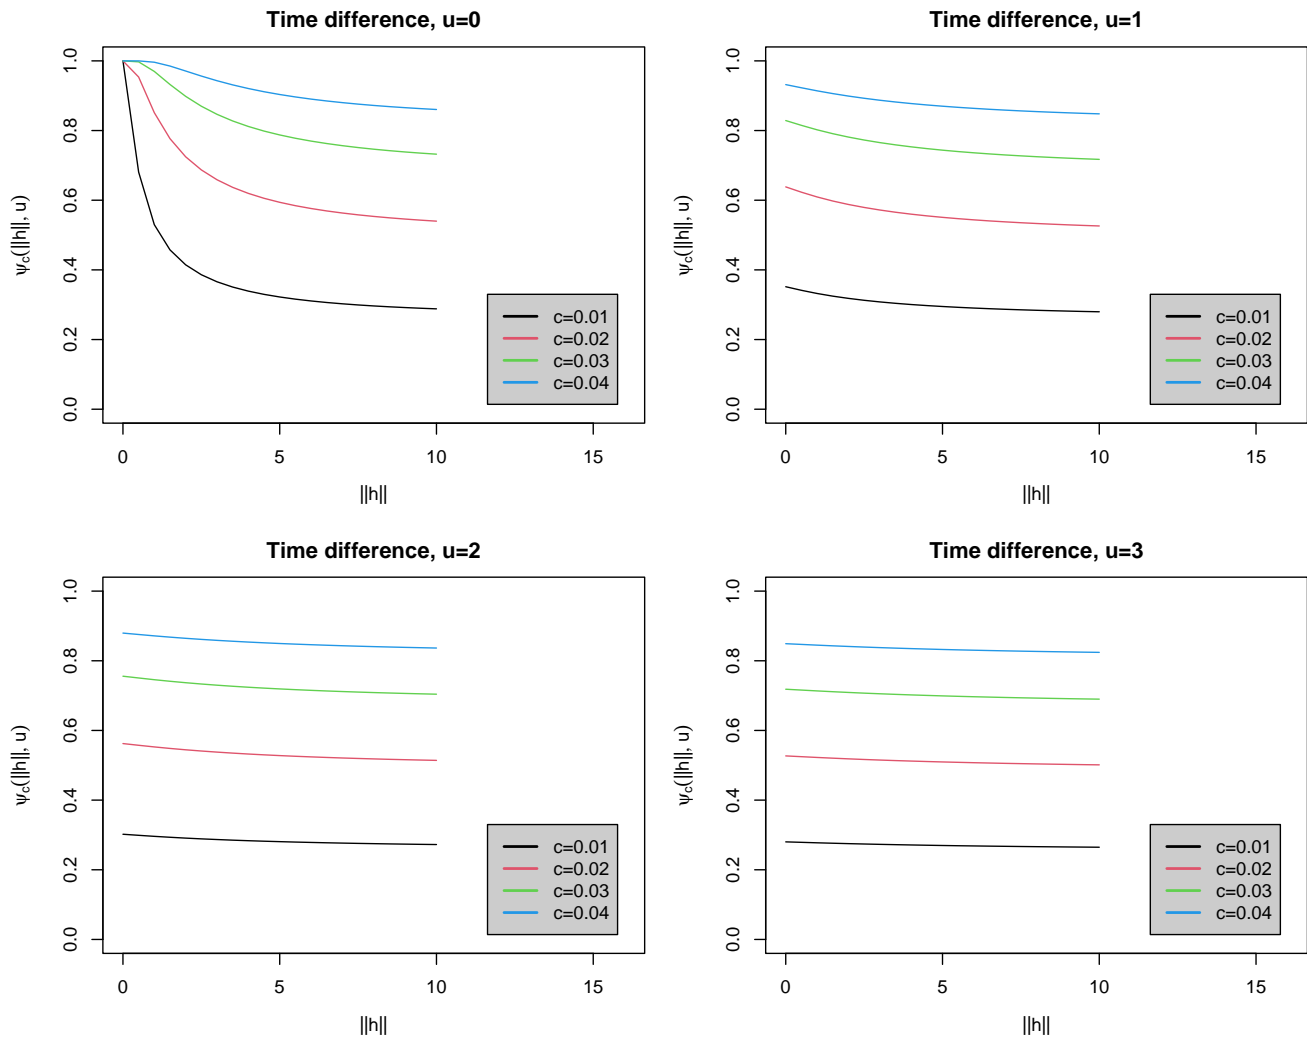 Time difference, u=0
ψc(||h||, u)
1.0
0.8
0.6
0.4
0.2
0.0
c=0.01
c=0.02
c=0.03
c=0.04
0 5 10 15
||h||
Time difference, u=1
ψc(||h||, u)
1.0
0.8
0.6
0.4
0.2
0.0
c=0.01
c=0.02
c=0.03
c=0.04
0 5 10 15
||h||
Time difference, u=2
ψc(||h||, u)
1.0
0.8
0.6
0.4
0.2
0.0
c=0.01
c=0.02
c=0.03
c=0.04
0 5 10 15
||h||
Time difference, u=3
ψc(||h||, u)
1.0
0.8
0.6
0.4
0.2
0.0
c=0.01
c=0.02
c=0.03
c=0.04
0 5 10 15
||h||